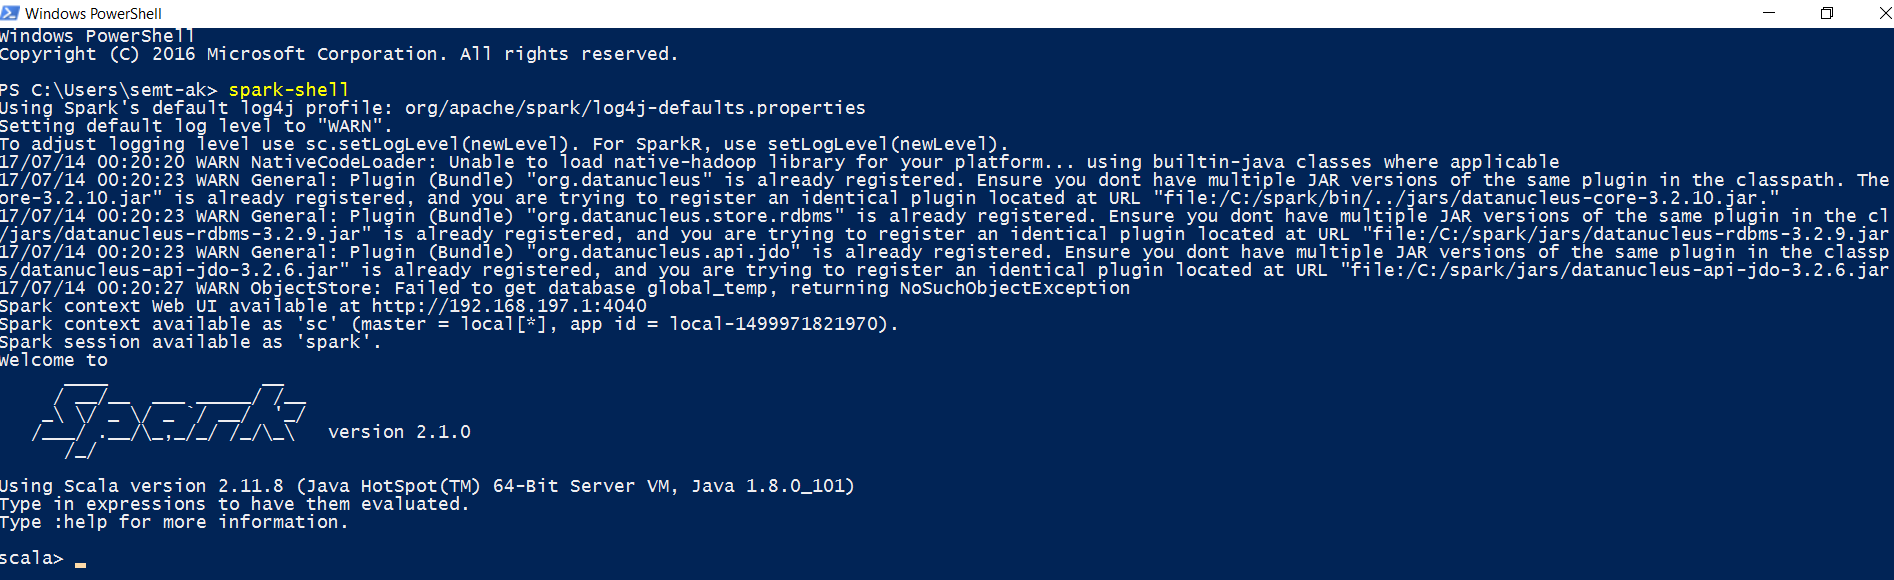 Windows PowerShell
Windows PowerShell
Copyright (C) 2016 Microsoft Corporation. All rights reserved.
PS C:\Users\semt-ak> spark-shell
Using Spark's default log4j profile: org/apache/spark/log4j-defaults.properties
Setting default log level to "WARN".
To adjust logging level use sc.setLogLevel(newLevel). For SparkR, use setLogLevel(newLevel).
17/07/14 00:20:20 WARN NativeCodeLoader: Unable to load native-hadoop library for your platform... using builtin-java classes where applicable
17/07/14 00:20:23 WARN General: Plugin (Bundle) "org.datanucleus" is already registered. Ensure you dont have multiple JAR versions of the same plugin in the classpath. The
ore-3.2.10.jar" is already registered, and you are trying to register an identical plugin located at URL "file:/C:/spark/bin/../jars/datanucleus-core-3.2.10.jar."
17/07/14 00:20:23 WARN General: Plugin (Bundle) "org.datanucleus.store.rdbms" is already registered. Ensure you dont have multiple JAR versions of the same plugin in the cl
/jars/datanucleus-rdbms-3.2.9.jar" is already registered, and you are trying to register an identical plugin located at URL "file:/C:/spark/jars/datanucleus-rdbms-3.2.9.jar
17/07/14 00:20:23 WARN General: Plugin (Bundle) "org.datanucleus.api.jdo" is already registered. Ensure you dont have multiple JAR versions of the same plugin in the classp
s/datanucleus-api-jdo-3.2.6.jar" is already registered, and you are trying to register an identical plugin located at URL "file:/C:/spark/jars/datanucleus-api-jdo-3.2.6.jar
17/07/14 00:20:27 WARN ObjectStore: Failed to get database global_temp, returning NoSuchObjectException
Spark context Web UI available at http://192.168.197.1:4040
Spark context available as 'sc' (master = local[*], app id = local-1499971821970).
Spark session available as 'spark'.
Welcome to
Spark version 2.1.0
Using Scala version 2.11.8 (Java HotSpot(TM) 64-Bit Server VM, Java 1.8.0_101)
Type in expressions to have them evaluated.
Type :help for more information.
scala> _